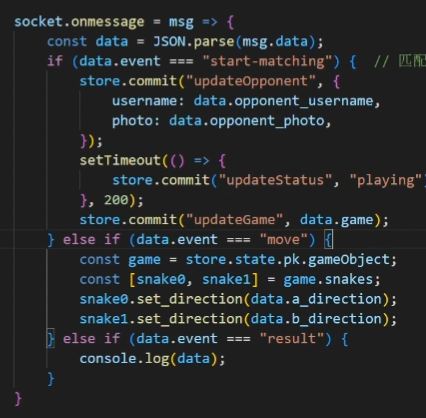 socket.onmessage = msg => {
    const data = JSON.parse(msg.data);
    if (data.event === "start-matching") {  // 匹配
        store.commit("updateOpponent", {
            username: data.opponent_username,
            photo: data.opponent_photo,
        });
        setTimeout(() => {
            store.commit("updateStatus", "playing")
        }, 200);
        store.commit("updateGame", data.game);
    } else if (data.event === "move") {
        const game = store.state.pk.gameObject;
        const [snake0, snake1] = game.snakes;
        snake0.set_direction(data.a_direction);
        snake1.set_direction(data.b_direction);
    } else if (data.event === "result") {
        console.log(data);
    }
}